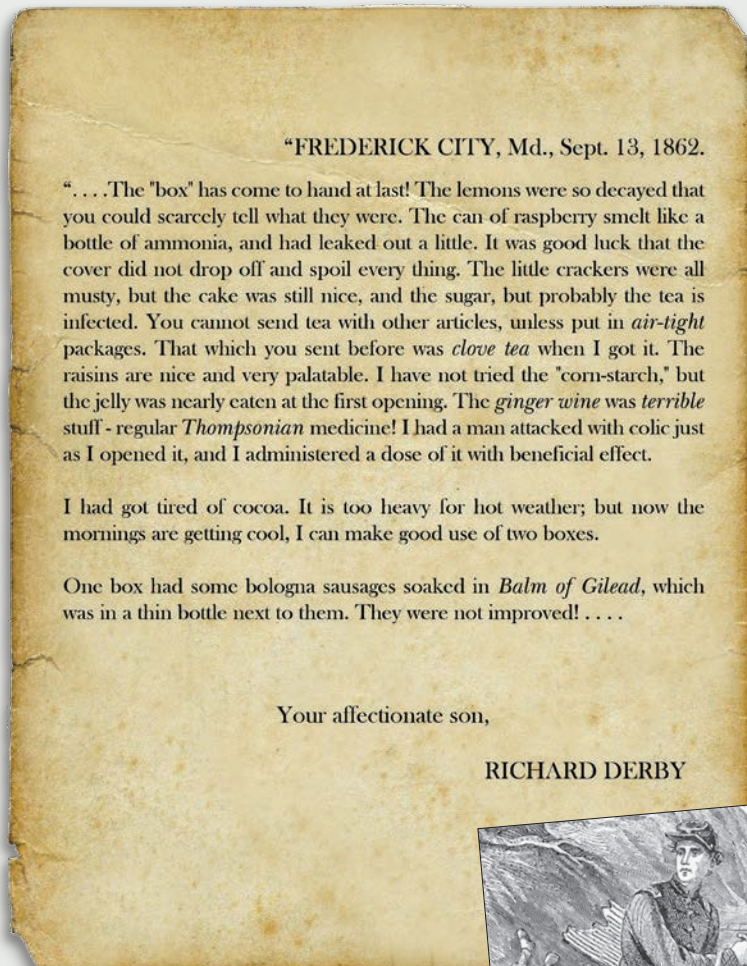 “FREDERICK CITY, Md., Sept. 13, 1862.
“. . . .The "box" has come to hand at last! The lemons were so decayed that
you could scarcely tell what they were. The can of raspberry smelt like a
bottle of ammonia, and had leaked out a little. It was good luck that the
cover did not drop off and spoil every thing. The little crackers were all
musty, but the cake was still nice, and the sugar, but probably the tea is
infected. You cannot send tea with other articles, unless put in air-tight
packages. That which you sent before was clove tea when I got it. The
raisins are nice and very palatable. I have not tried the "corn-starch," but
the jelly was nearly eaten at the first opening. The ginger wine was terrible
stuff - regular Thompsonian medicine! I had a man attacked with colic just
as I opened it, and I administered a dose of it with beneficial effect.
I had got tired of cocoa. It is too heavy for hot weather; but now the
mornings are getting cool, I can make good use of two boxes.
One box had some bologna sausages soaked in Balm of Gilead, which
was in a thin bottle next to them. They were not improved! . . . .
Your affectionate son,
RICHARD DERBY